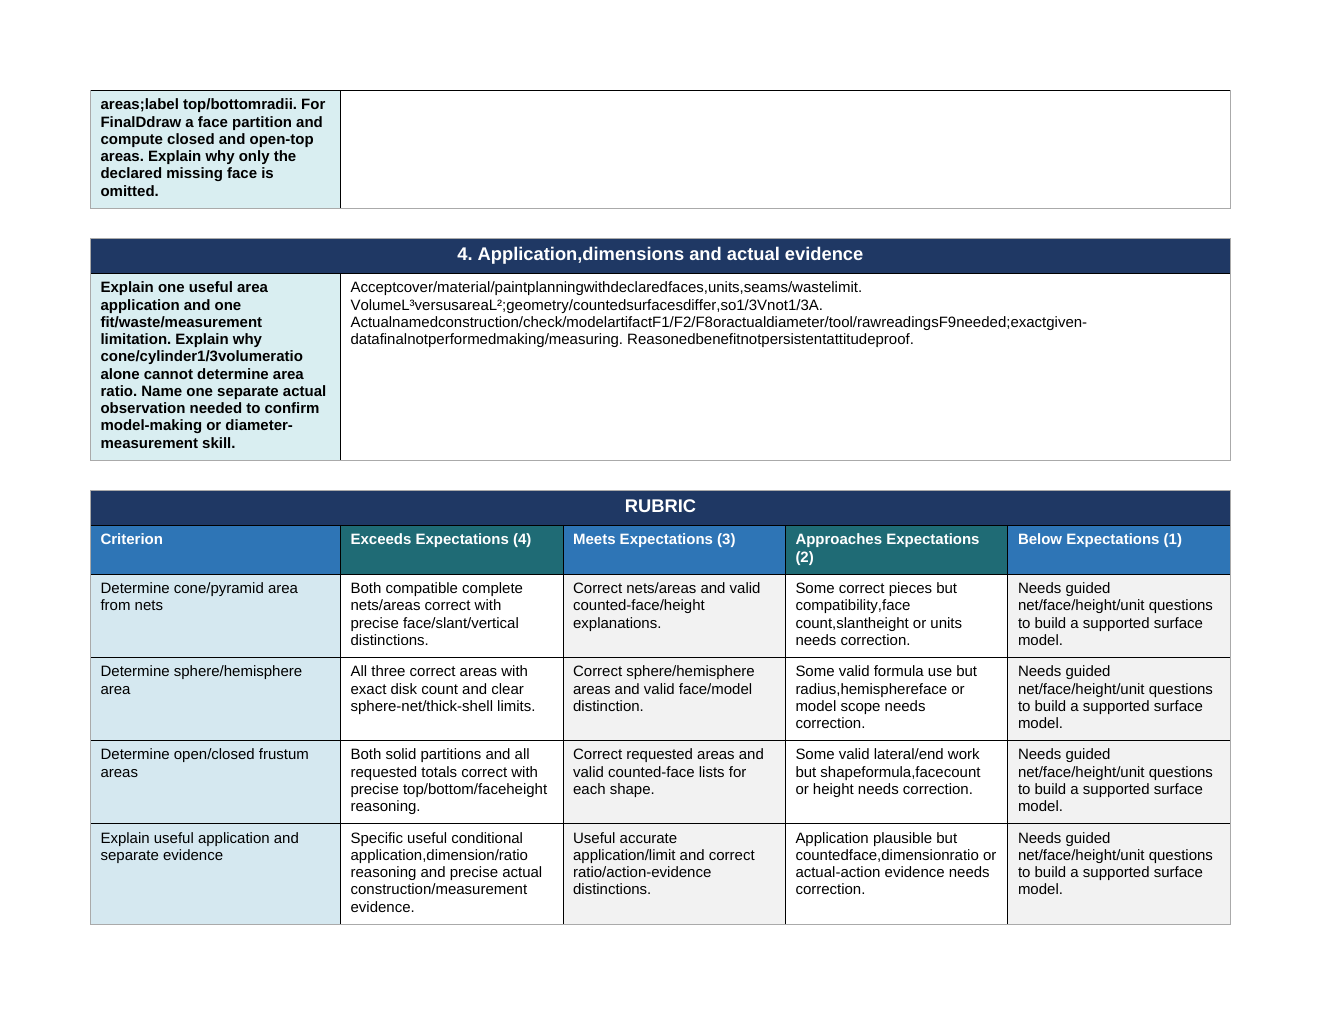 areas;label top/bottomradii. For
FinalDdraw a face partition and
compute closed and open-top
areas. Explain why only the
declared missing face is
omitted.
4. Application,dimensions and actual evidence
Explain one useful area
application and one
fit/waste/measurement
limitation. Explain why
cone/cylinder1/3volumeratio
alone cannot determine area
ratio. Name one separate actual
observation needed to confirm
model-making or diameter-
measurement skill.
Acceptcover/material/paintplanningwithdeclaredfaces,units,seams/wastelimit.
VolumeL³versusareaL²;geometry/countedsurfacesdiffer,so1/3Vnot1/3A.
Actualnamedconstruction/check/modelartifactF1/F2/F8oractualdiameter/tool/rawreadingsF9needed;exactgiven-
datafinalnotperformedmaking/measuring. Reasonedbenefitnotpersistentattitudeproof.
RUBRIC
Criterion
Exceeds Expectations (4)
Meets Expectations (3)
Approaches Expectations
(2)
Below Expectations (1)
Determine cone/pyramid area
from nets
Both compatible complete
nets/areas correct with
precise face/slant/vertical
distinctions.
Correct nets/areas and valid
counted-face/height
explanations.
Some correct pieces but
compatibility,face
count,slantheight or units
needs correction.
Needs guided
net/face/height/unit questions
to build a supported surface
model.
Determine sphere/hemisphere
area
All three correct areas with
exact disk count and clear
sphere-net/thick-shell limits.
Correct sphere/hemisphere
areas and valid face/model
distinction.
Some valid formula use but
radius,hemisphereface or
model scope needs
correction.
Needs guided
net/face/height/unit questions
to build a supported surface
model.
Determine open/closed frustum
areas
Both solid partitions and all
requested totals correct with
precise top/bottom/faceheight
reasoning.
Correct requested areas and
valid counted-face lists for
each shape.
Some valid lateral/end work
but shapeformula,facecount
or height needs correction.
Needs guided
net/face/height/unit questions
to build a supported surface
model.
Explain useful application and
separate evidence
Specific useful conditional
application,dimension/ratio
reasoning and precise actual
construction/measurement
evidence.
Useful accurate
application/limit and correct
ratio/action-evidence
distinctions.
Application plausible but
countedface,dimensionratio or
actual-action evidence needs
correction.
Needs guided
net/face/height/unit questions
to build a supported surface
model.